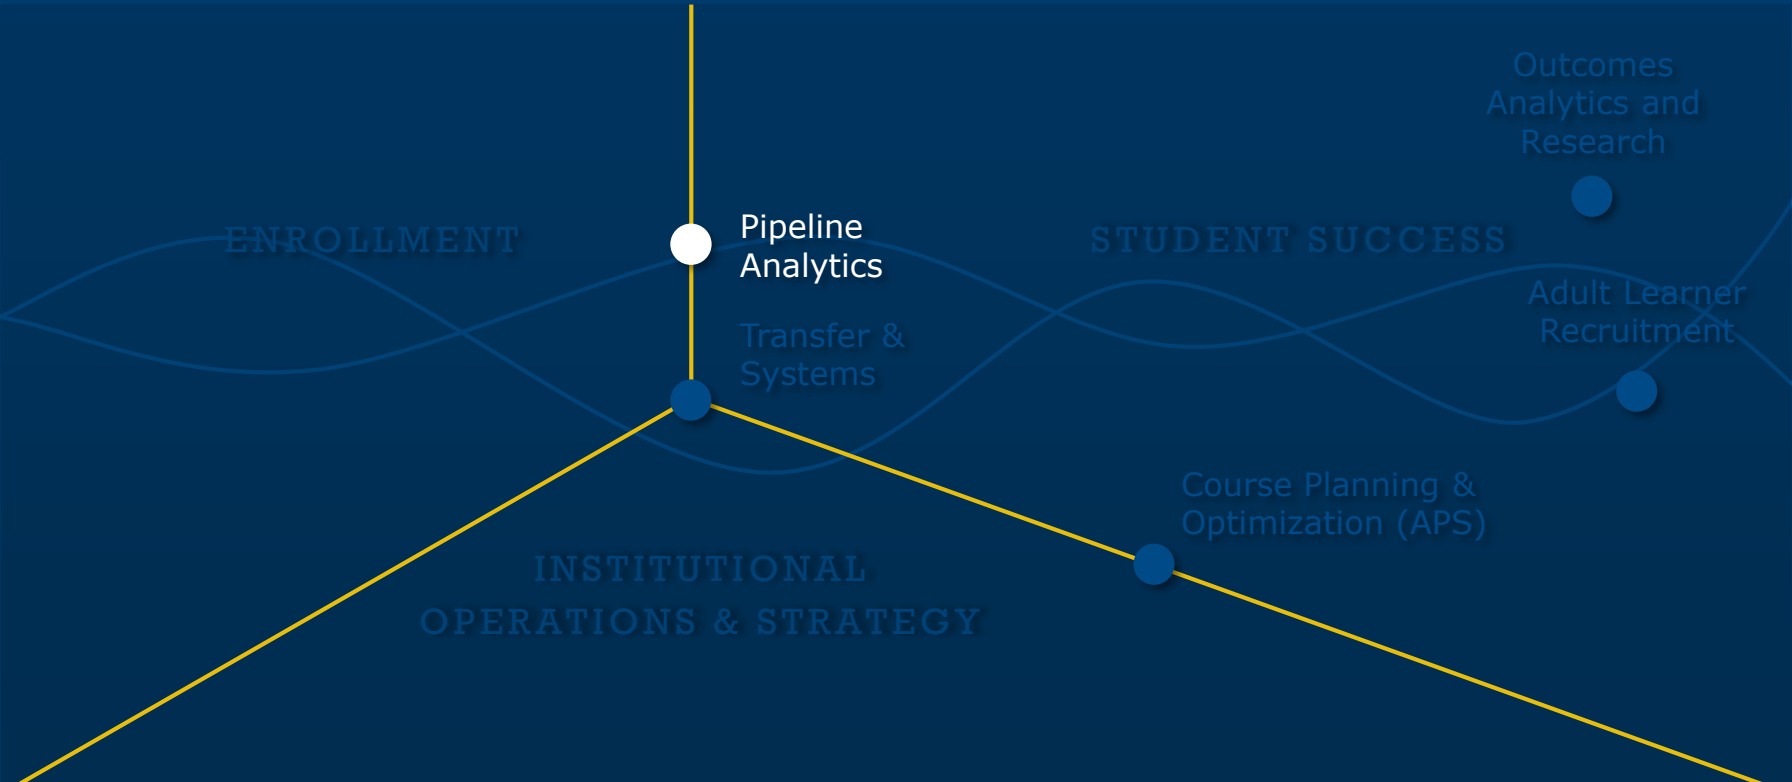 Outcomes
Analytics and
Research
ENROLLMENT
Pipeline
Analytics
STUDENT SUCCESS
Transfer &
Systems
Adult Learner
Recruitment
Course Planning &
Optimization (APS)
INSTITUTIONAL
OPERATIONS & STRATEGY